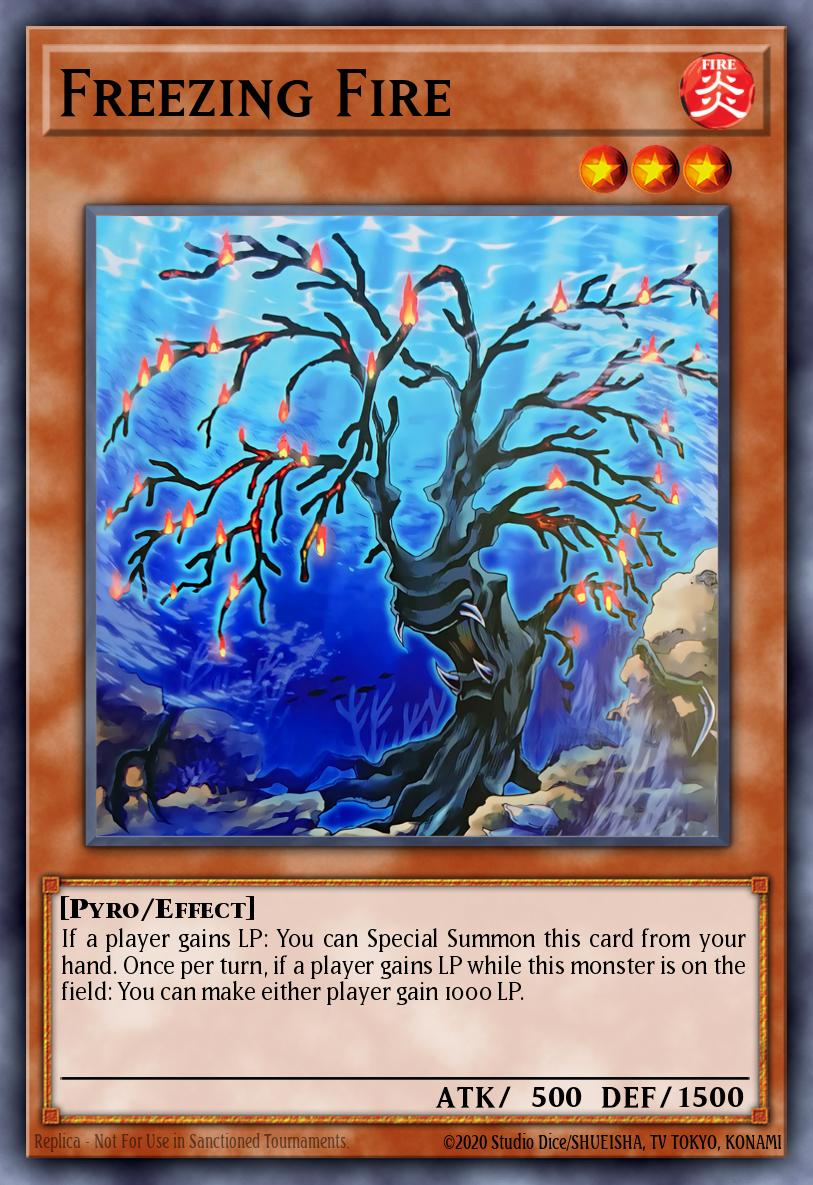 Freezing Fire
FIRE
炎
[Pyro/Effect]
If a player gains LP: You can Special Summon this card from your
hand. Once per turn, if a player gains LP while this monster is on the
field: You can make either player gain 1000 LP.
ATK/ 500 DEF/1500
Replica - Not For Use in Sanctioned Tournaments.
©2020 Studio Dice/SHUEISHA, TV TOKYO, KONAMI